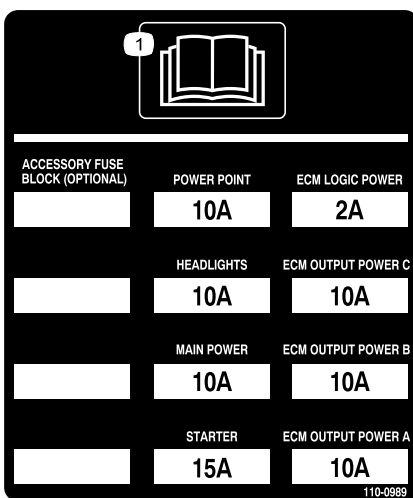 1
ACCESSORY FUSE
BLOCK (OPTIONAL)
POWER POINT
ECM LOGIC POWER
10A
2A
HEADLIGHTS
ECM OUTPUT POWER C
10A
10A
MAIN POWER
ECM OUTPUT POWER B
10A
10A
STARTER
ECM OUTPUT POWER A
15A
10A
110-0989